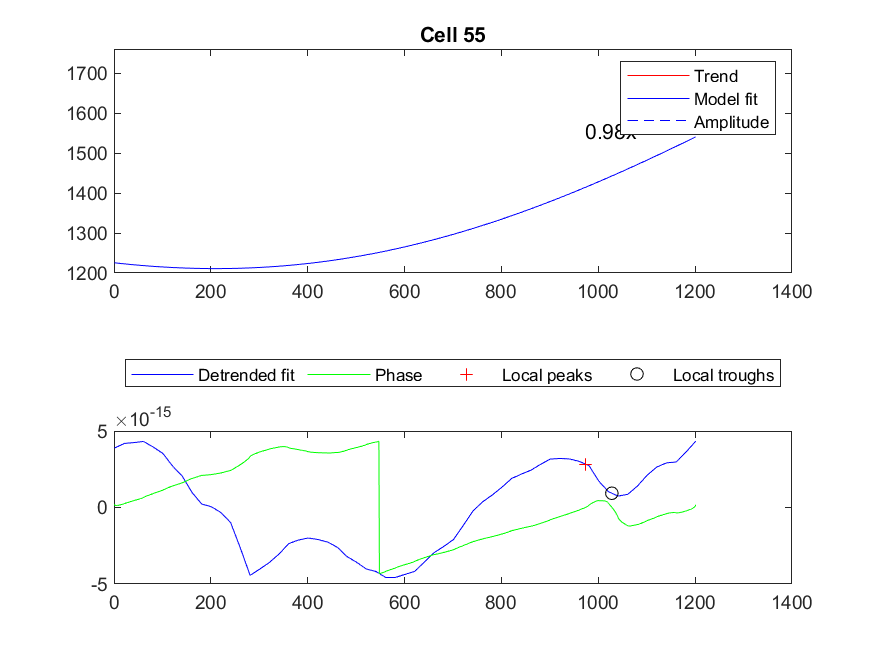 Cell 55
1700
1600
1500
1400
1300
1200
0 200 400 600 800 1000 1200 1400
Trend
Model fit
Amplitude
0.98x
Detrended fit Phase Local peaks Local troughs
×10^-15
5
0
-5
0 200 400 600 800 1000 1200 1400